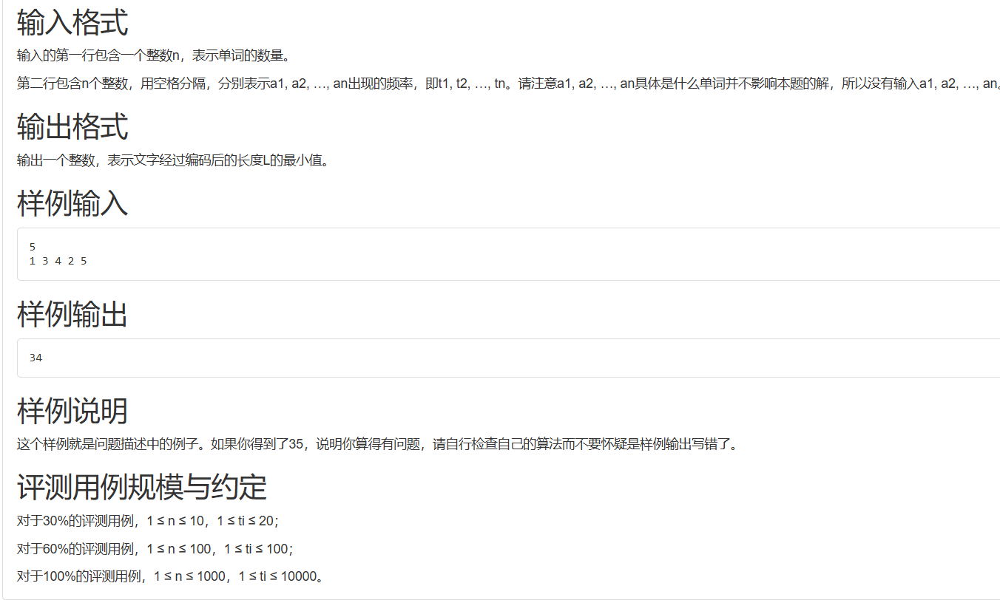 输入格式
输入的第一行包含一个整数n，表示单词的数量。
第二行包含n个整数，用空格分隔，分别表示a1, a2, …, an出现的频率，即t1, t2, …, tn。请注意a1, a2, …, an具体是什么单词并不影响本题的解，所以没有输入a1, a2, …, an。
输出格式
输出一个整数，表示文字经过编码后的长度L的最小值。
样例输入
5
1 3 4 2 5
样例输出
34
样例说明
这个样例就是问题描述中的例子。如果你得到了35，说明你算得有问题，请自行检查自己的算法而不要怀疑是样例输出写错了。
评测用例规模与约定
对于30%的评测用例，1 ≤ n ≤ 10，1 ≤ ti ≤ 20；
对于60%的评测用例，1 ≤ n ≤ 100，1 ≤ ti ≤ 100；
对于100%的评测用例，1 ≤ n ≤ 1000，1 ≤ ti ≤ 10000。